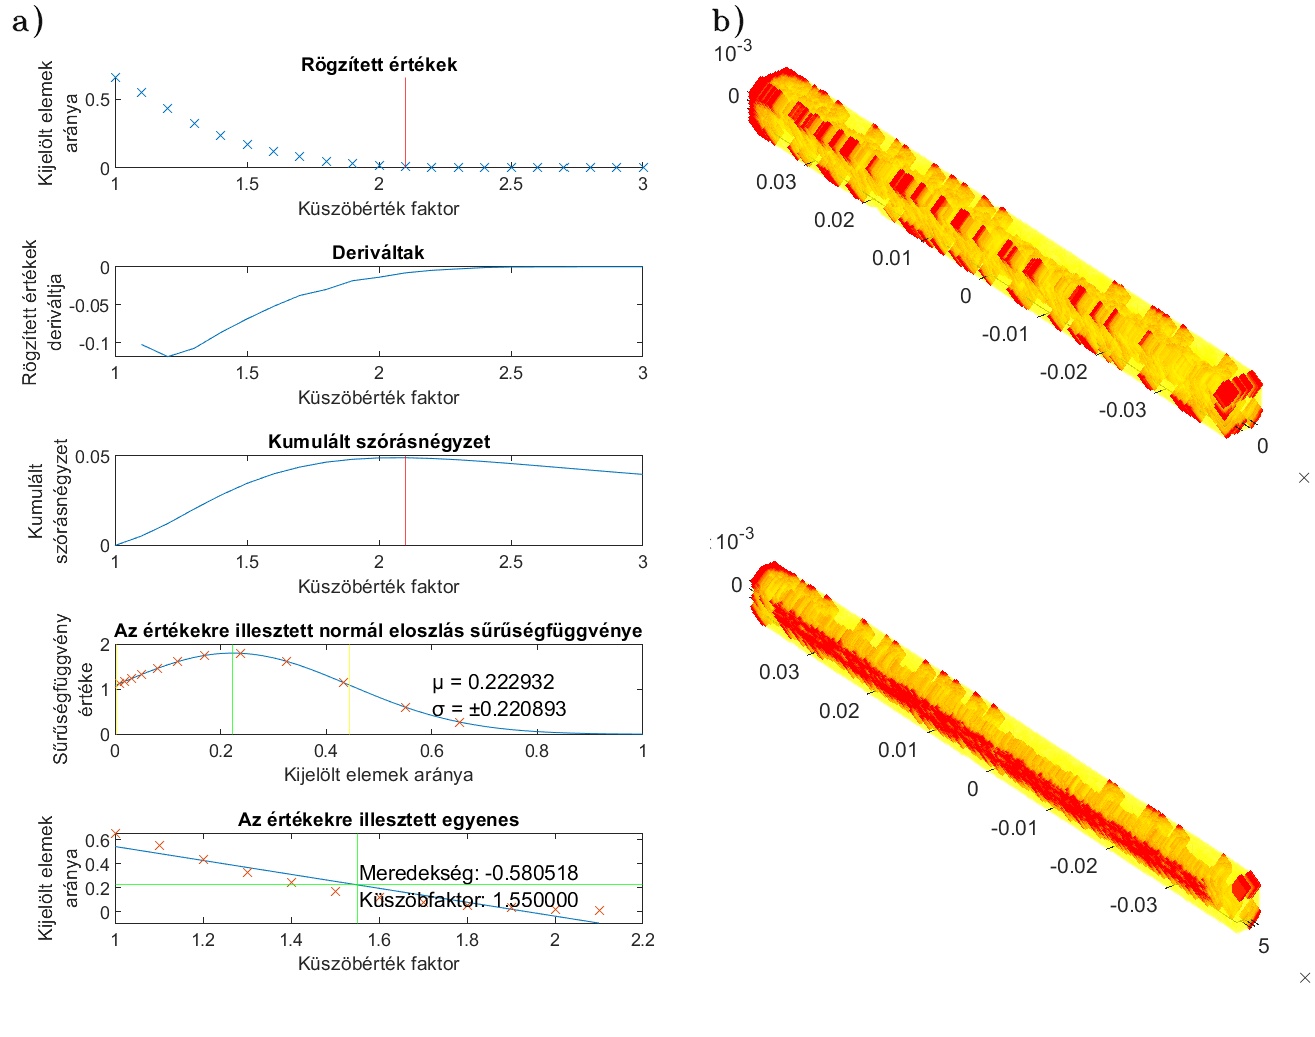 a)
Rögzített értékek
Kijelölt elemek
aránya
0.5
0
1
1.5
2
2.5
3
Küszöbérték faktor
Deriváltak
Rögzített értékek
deriváltja
0
-0.05
-0.1
1
1.5
2
2.5
3
Küszöbérték faktor
Kumulált szórásnégyzet
Kumulált
szórásnégyzet
0.05
0
1
1.5
2
2.5
3
Küszöbérték faktor
Az értékekre illesztett normál eloszlás sűrűségfüggvénye
Sűrűségfüggvény
értéke
2
1
0
μ = 0.222932
σ = ±0.220893
0
0.2
0.4
0.6
0.8
1
Kijelölt elemek aránya
Az értékekre illesztett egyenes
Kijelölt elemek
aránya
0.6
0.4
0.2
0
Meredekség: -0.580518
Küszöbfaktor: 1.550000
1
1.2
1.4
1.6
1.8
2
2.2
Küszöbérték faktor
b)
10-3
0
0.03
0.02
0.01
0
-0.01
-0.02
-0.03
0
×
10-3
0
0.03
0.02
0.01
0
-0.01
-0.02
-0.03
5
×